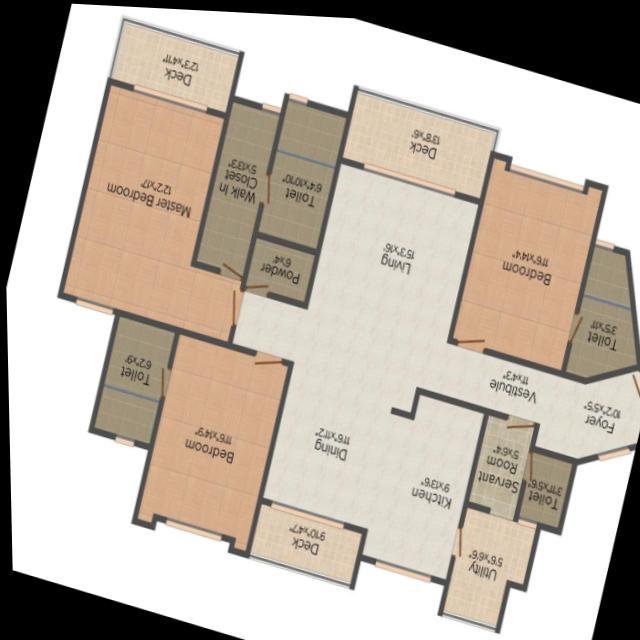 Deck
12'3"x4'11"
Master Bedroom
12'2"x17'
Walk In
Closet
5'x13'3"
Toilet
6'4"x10'10"
Powder
6'x4'
Deck
13'8"x6'
Living
15'3"x16'
Bedroom
11'6"x14'4"
Toilet
3'5"x11'
Vestibule
11'x4'3"
Foyer
10'2"x5'5"
Toilet
6'2"x9'
Bedroom
11'6"x14'9"
Dining
11'6"x11'2"
Kitchen
9'x13'6"
Servant
Room
5'x6'4"
Toilet
3'11"x5'6"
Deck
9'10"x4'7"
Utility
5'6"x6'6"